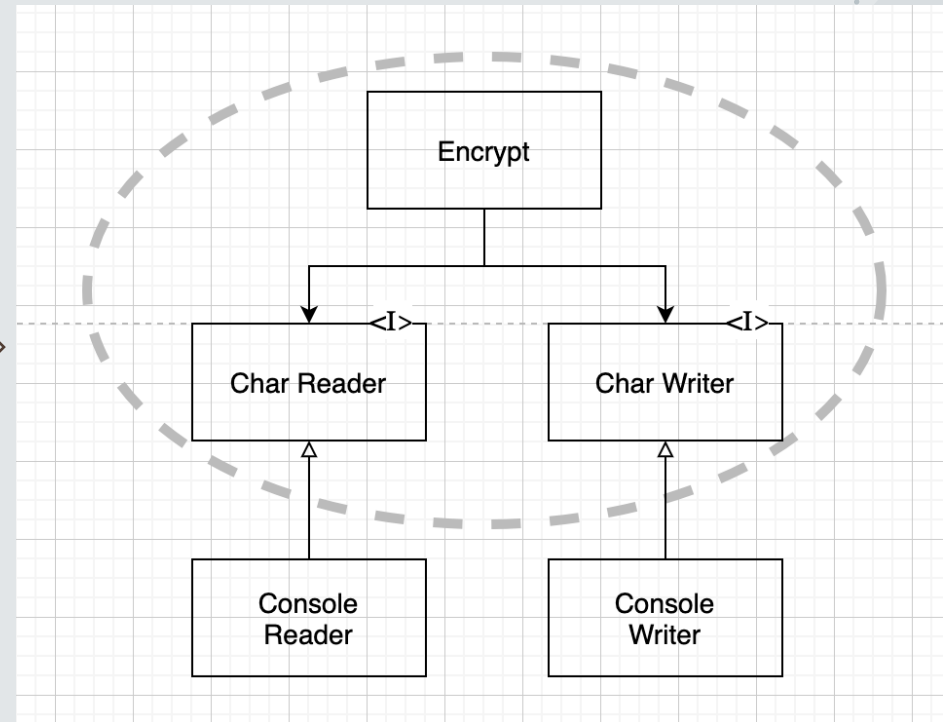 Encrypt
<I>
<I>
Char Reader
Char Writer
Console
Reader
Console
Writer